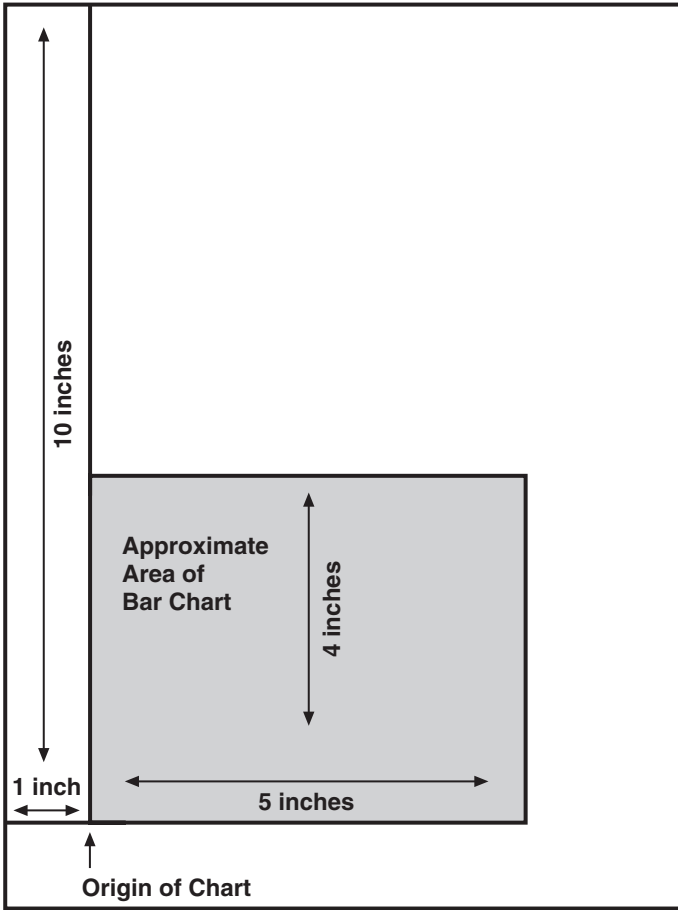 10 inches
Approximate
Area of
Bar Chart
4 inches
1 inch
5 inches
Origin of Chart